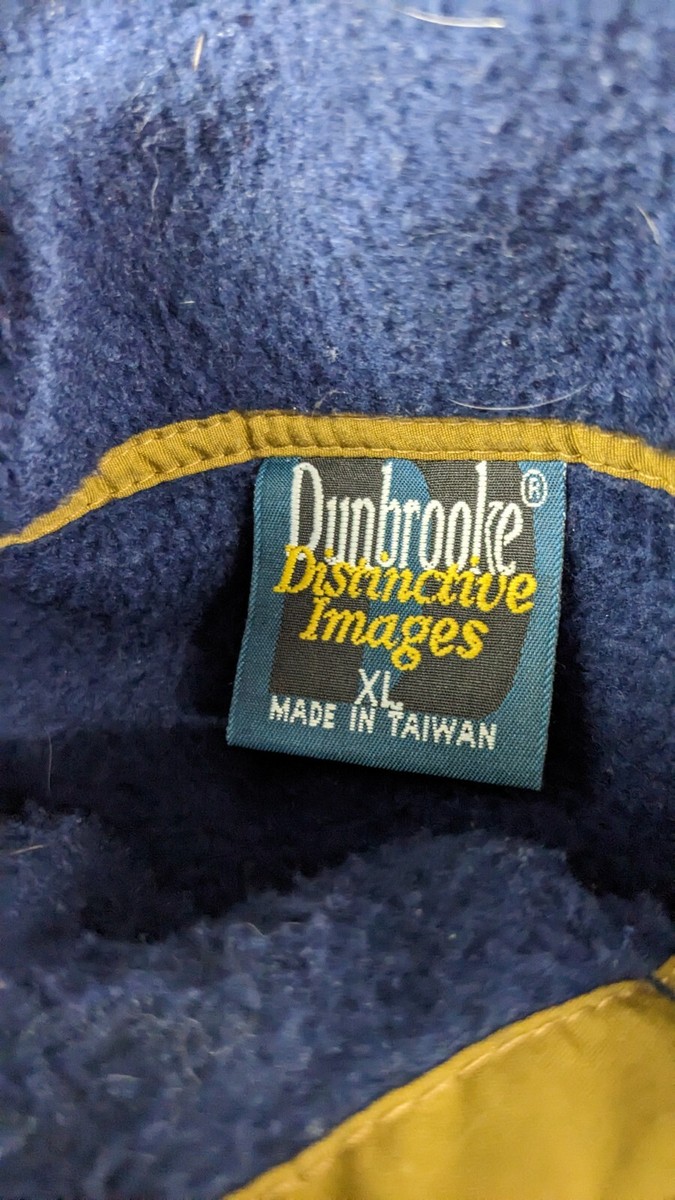 Dunbrooke®
Distinctive
Images
XL
MADE IN TAIWAN